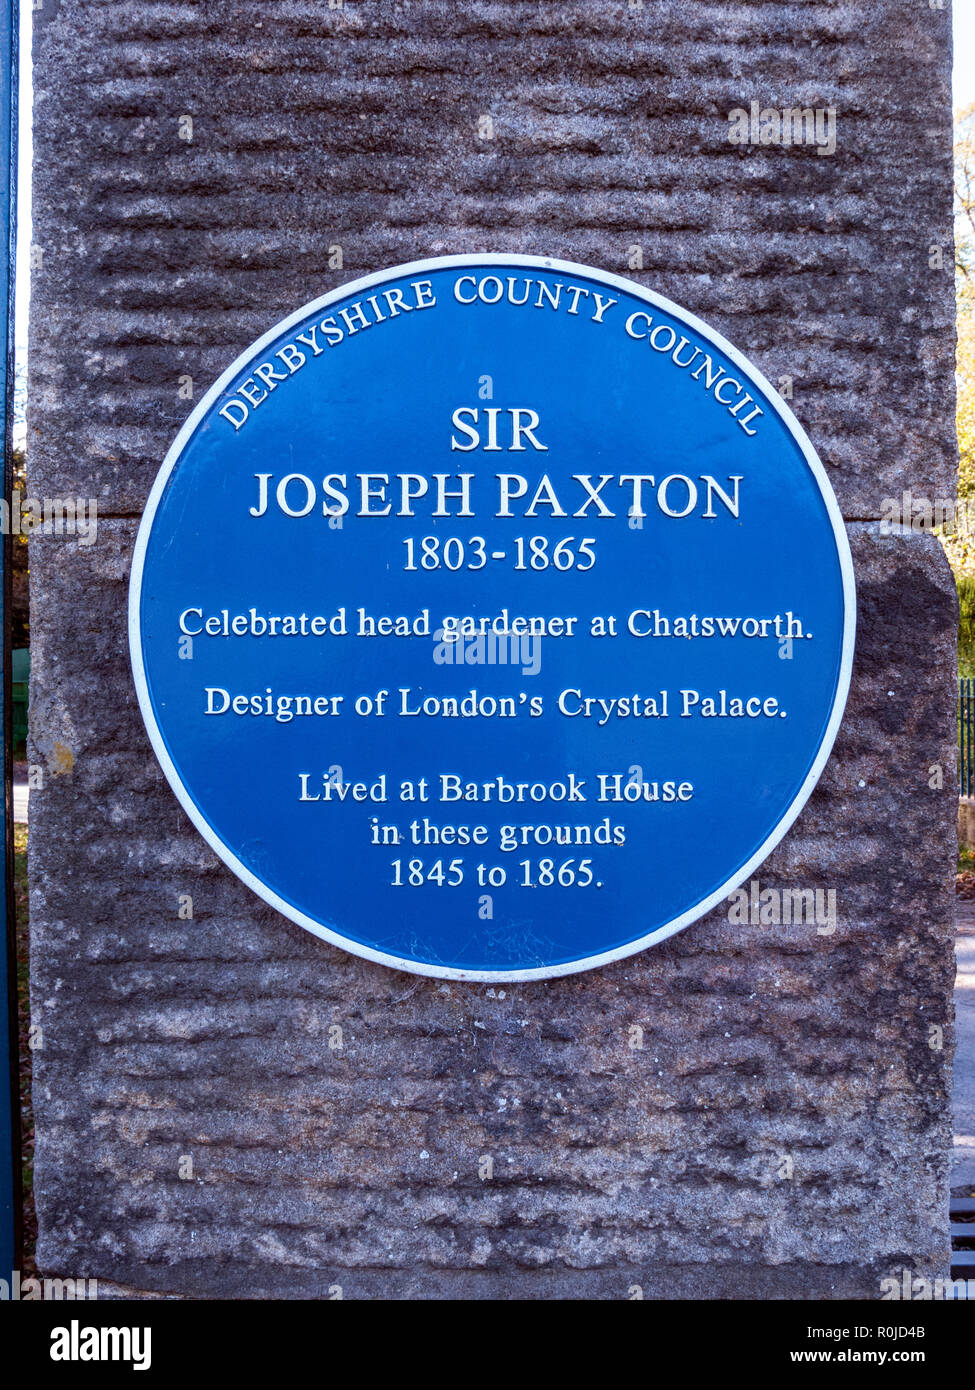 DERBYSHIRE COUNTY COUNCIL
SIR
JOSEPH PAXTON
1803-1865
Celebrated head gardener at Chatsworth.
Designer of London's Crystal Palace.
Lived at Barbrook House
in these grounds
1845 to 1865.
alamy
alamy
alamy
alamy
Image ID: R0JD4B
www.alamy.com